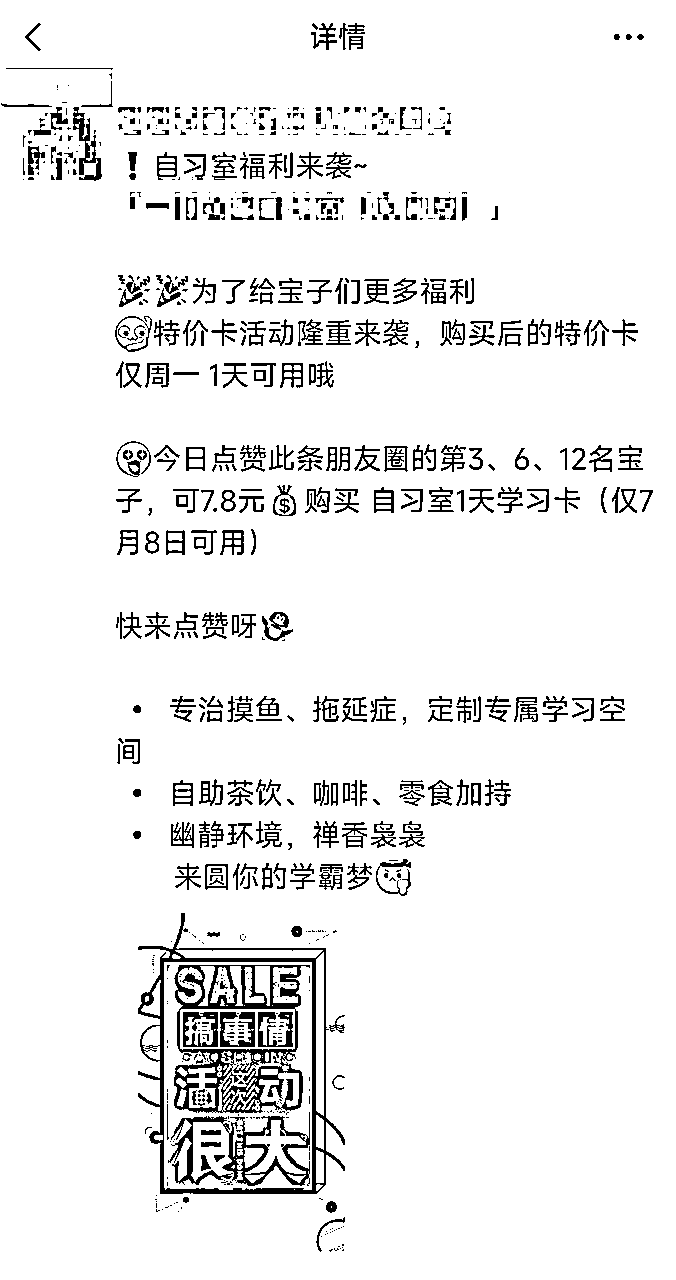 详情
❗自习室福利来袭~
🎉🎉为了给宝子们更多福利
特价卡活动隆重来袭，购买后的特价卡
仅周一 1天可用哦
😍今日点赞此条朋友圈的第3、6、12名宝
子，可7.8元💰购买 自习室1天学习卡（仅7
月8日可用）
快来点赞呀
• 专治摸鱼、拖延症，定制专属学习空
间
• 自助茶饮、咖啡、零食加持
• 幽静环境，禅香袅袅
来圆你的学霸梦
SALE
搞事情
GAO SHI QING
活动
很大